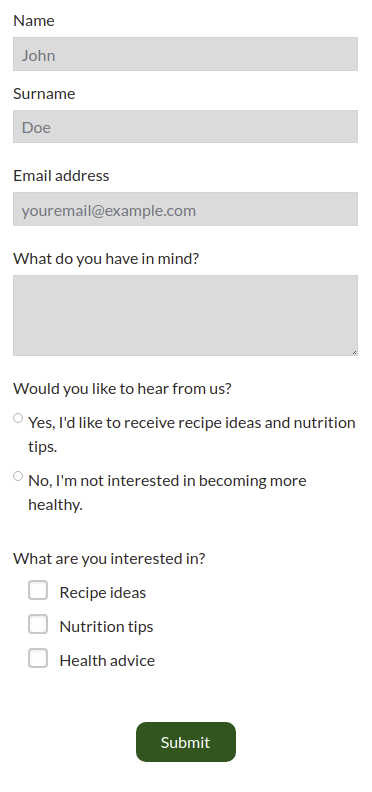 Name
John
Surname
Doe
Email address
youremail@example.com
What do you have in mind?
Would you like to hear from us?
Yes, I'd like to receive recipe ideas and nutrition
tips.
No, I'm not interested in becoming more
healthy.
What are you interested in?
Recipe ideas
Nutrition tips
Health advice
Submit